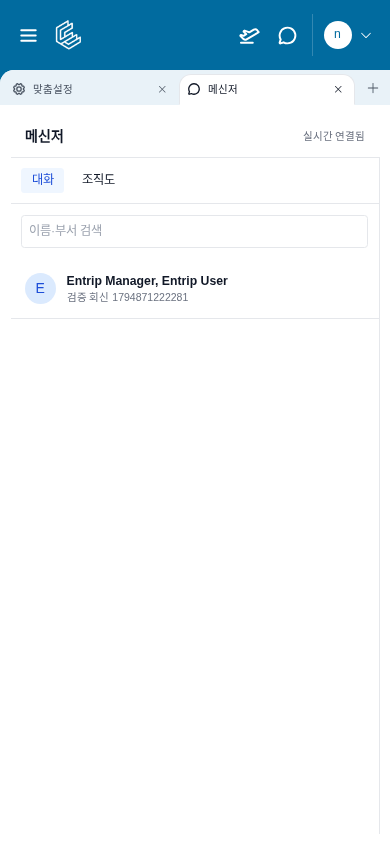 n
맞춤설정
메신저
메신저
실시간 연결됨
대화
조직도
이름·부서 검색
E
Entrip Manager, Entrip User
검증 회신 1794871222281